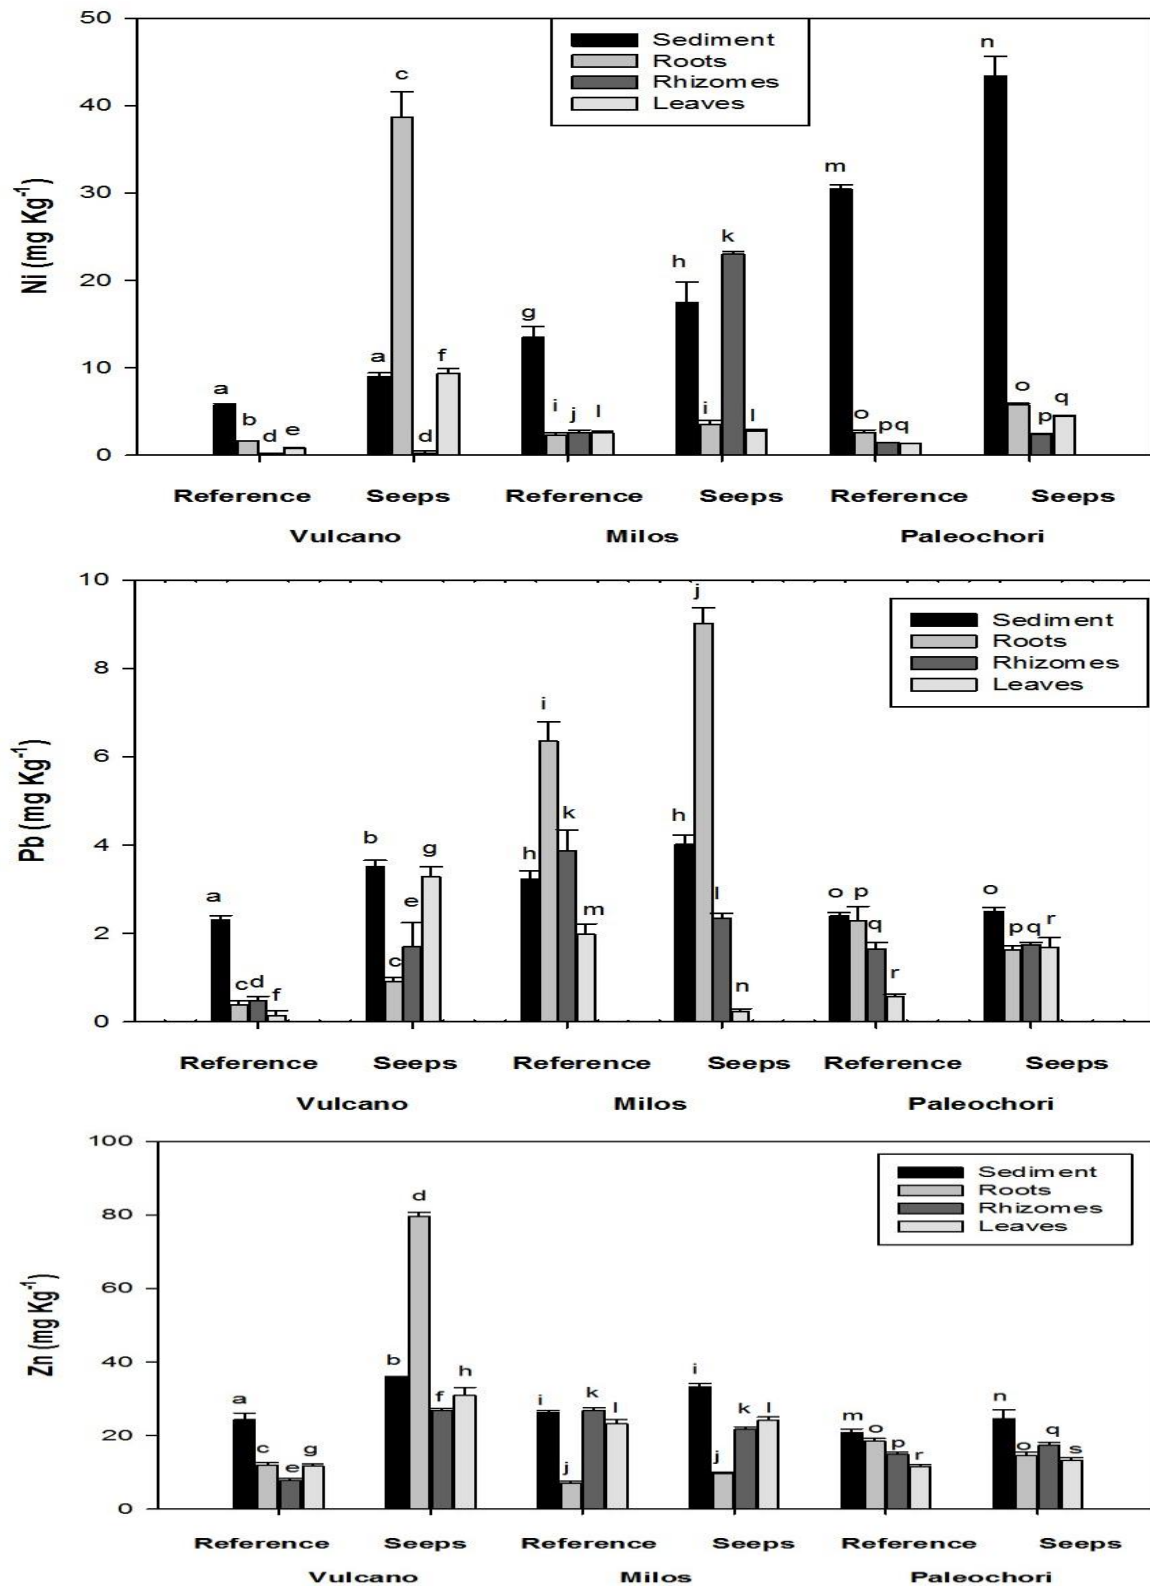 50
40
30
20
10
0
Ni (mg Kg-1)
Sediment
Roots
Rhizomes
Leaves
a b d e
a c d f
g i j l
h i k l
m o p q
n o p q
Reference Seeps Reference Seeps Reference Seeps
Vulcano Milos Paleochori
10
8
6
4
2
0
Pb (mg Kg-1)
Sediment
Roots
Rhizomes
Leaves
a c d f
b c e g
h i k m
h j l n
o p q r
o p q r
Reference Seeps Reference Seeps Reference Seeps
Vulcano Milos Paleochori
100
80
60
40
20
0
Zn (mg Kg-1)
Sediment
Roots
Rhizomes
Leaves
a c e g
b d f h
i j k l
i j k l
m o p r
n o q s
Reference Seeps Reference Seeps Reference Seeps
Vulcano Milos Paleochori